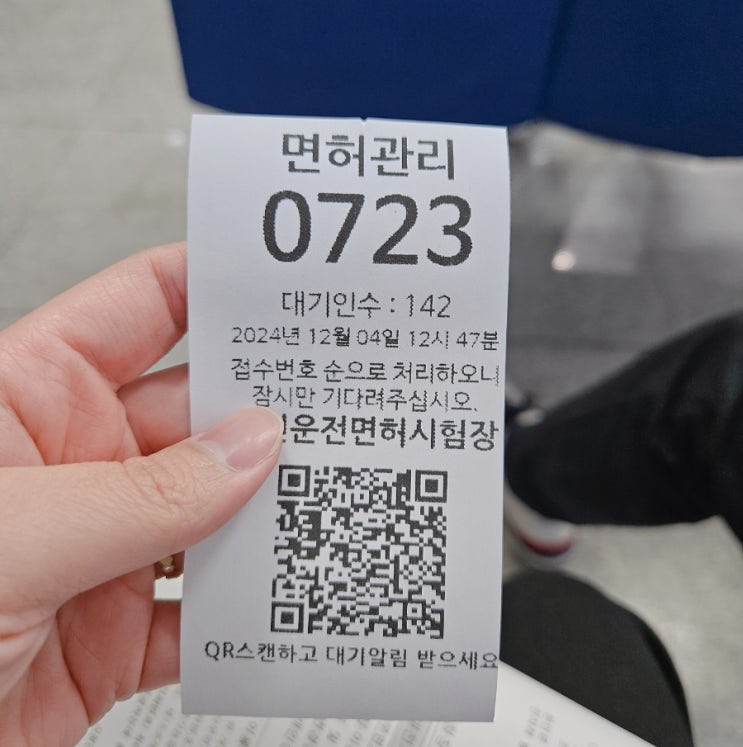 면허관리
0723
대기인수 : 142
2024년 12월 04일 12시 47분
접수번호 순으로 처리하오니
잠시만 기다려주십시오.
운전면허시험장
QR스캔하고 대기알림 받으세요